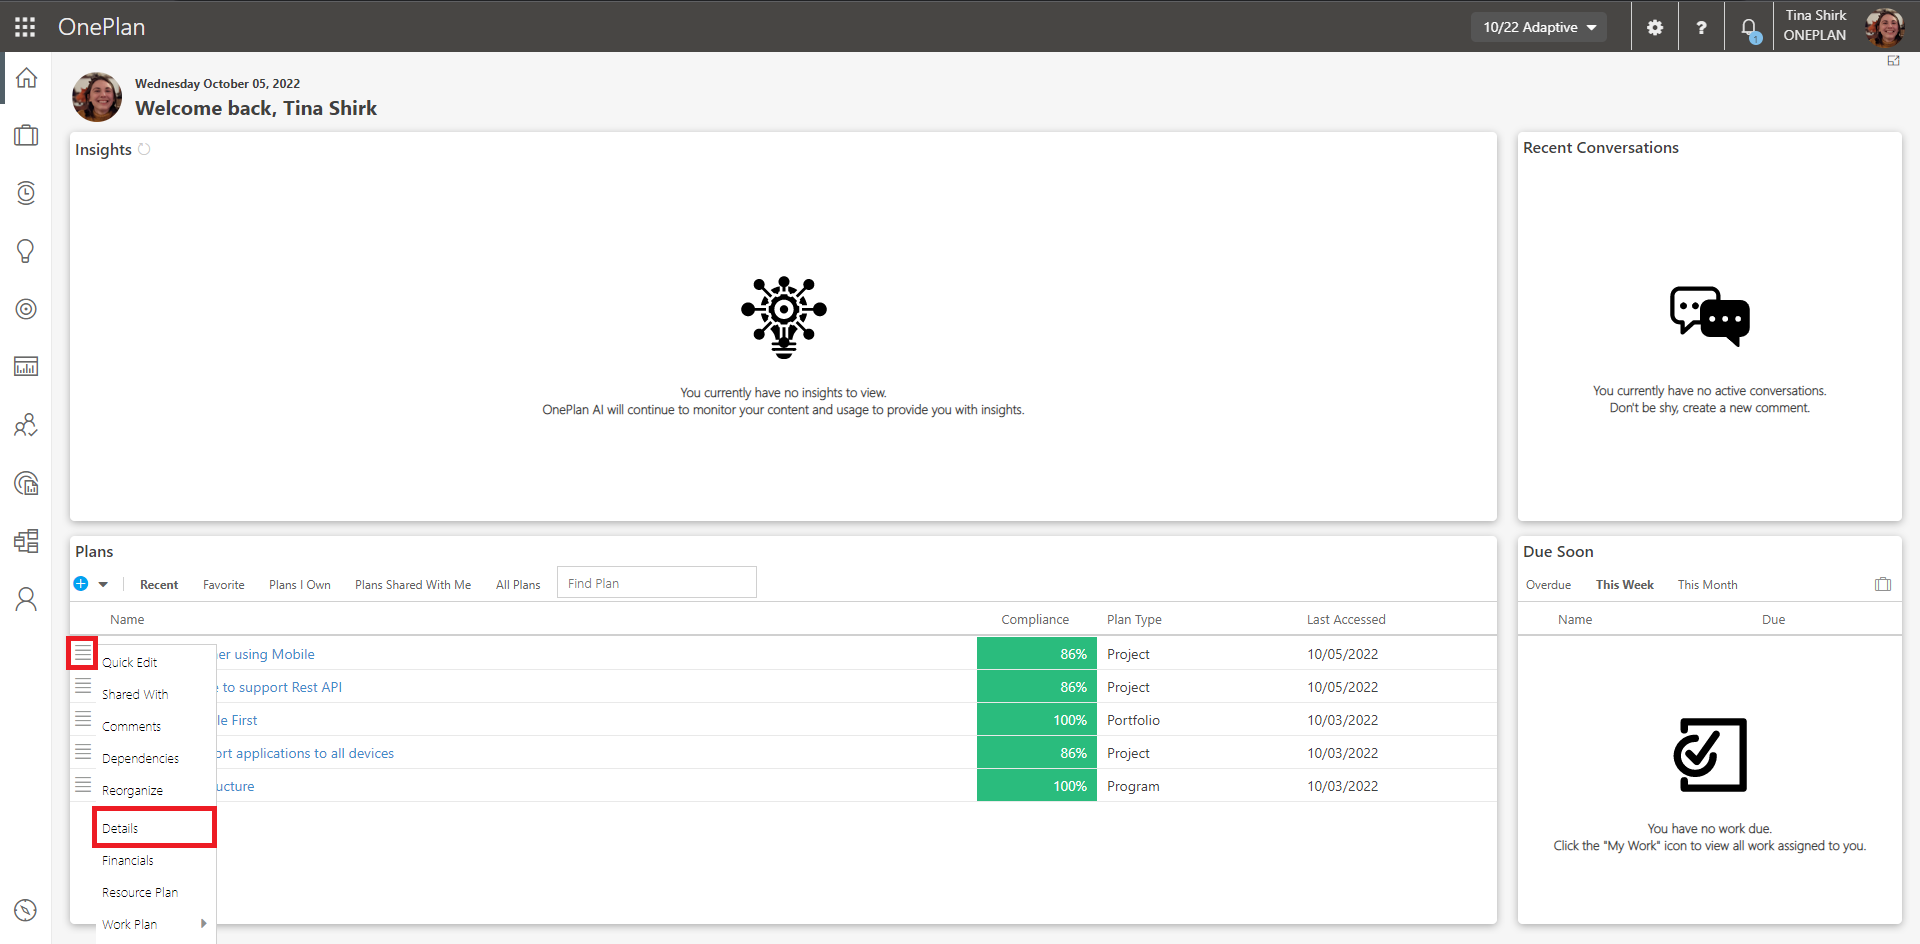 OnePlan
10/22 Adaptive
?
1
Tina Shirk
ONEPLAN
Wednesday October 05, 2022
Welcome back, Tina Shirk
Insights
You currently have no insights to view.
OnePlan AI will continue to monitor your content and usage to provide you with insights.
Recent Conversations
You currently have no active conversations.
Don't be shy, create a new comment.
Plans
Recent Favorite Plans I Own Plans Shared With Me All Plans Find Plan
Name Compliance Plan Type Last Accessed
er using Mobile 86% Project 10/05/2022
to support Rest API 86% Project 10/05/2022
le First 100% Portfolio 10/03/2022
ort applications to all devices 86% Project 10/03/2022
ucture 100% Program 10/03/2022
Quick Edit
Shared With
Comments
Dependencies
Reorganize
Details
Financials
Resource Plan
Work Plan
Due Soon
Overdue This Week This Month
Name Due
You have no work due.
Click the "My Work" icon to view all work assigned to you.